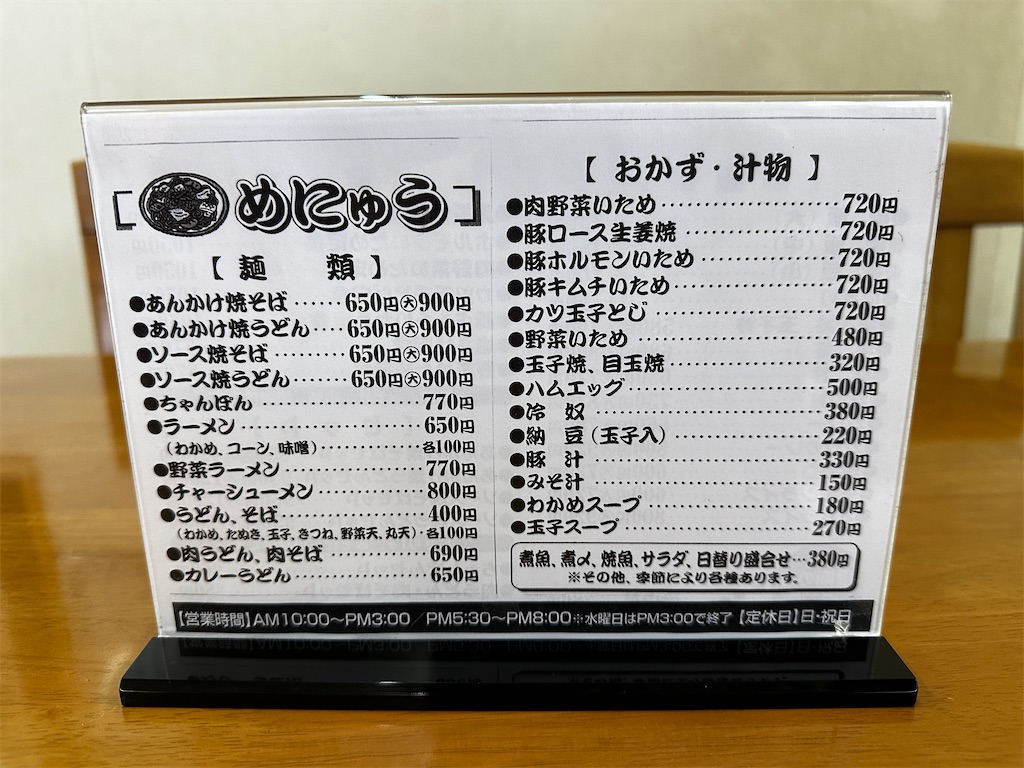 めにゅう
【麺　類】
●あんかけ焼そば……650円㊛900円
●あんかけ焼うどん…650円㊛900円
●ソース焼そば………650円㊛900円
●ソース焼うどん……650円㊛900円
●ちゃんぽん………………770円
●ラーメン…………………650円
（わかめ、コーン、味噌）………各100円
●野菜ラーメン……………770円
●チャーシューメン………800円
●うどん、そば……………400円
（わかめ、たぬき、玉子、きつね、野菜天、丸天）・各100円
●肉うどん、肉そば………690円
●カレーうどん……………650円
【おかず・汁物】
●肉野菜いため……………720円
●豚ロース生姜焼…………720円
●豚ホルモンいため………720円
●豚キムチいため…………720円
●カツ玉子とじ……………720円
●野菜いため………………480円
●玉子焼、目玉焼…………320円
●ハムエッグ………………500円
●冷　奴……………………380円
●納　豆（玉子入）…………220円
●豚　汁……………………330円
●みそ汁……………………150円
●わかめスープ……………180円
●玉子スープ………………270円
煮魚、煮〆、焼魚、サラダ、日替り盛合せ…380円
※その他、季節により各種あります。
【営業時間】AM10:00～PM3:00／PM5:30～PM8:00※水曜日はPM3:00で終了【定休日】日・祝日